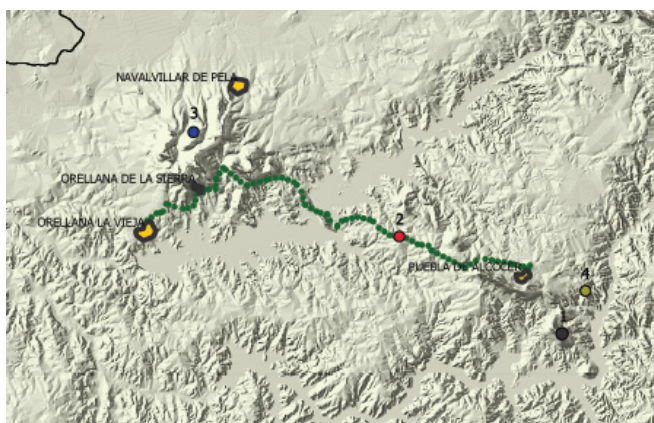 NAVALVILLAR DE PELA
3
ORELLANA DE LA SIERRA
ORELLANA LA VIEJA
2
PUEBLA DE ALCOCER
4
1